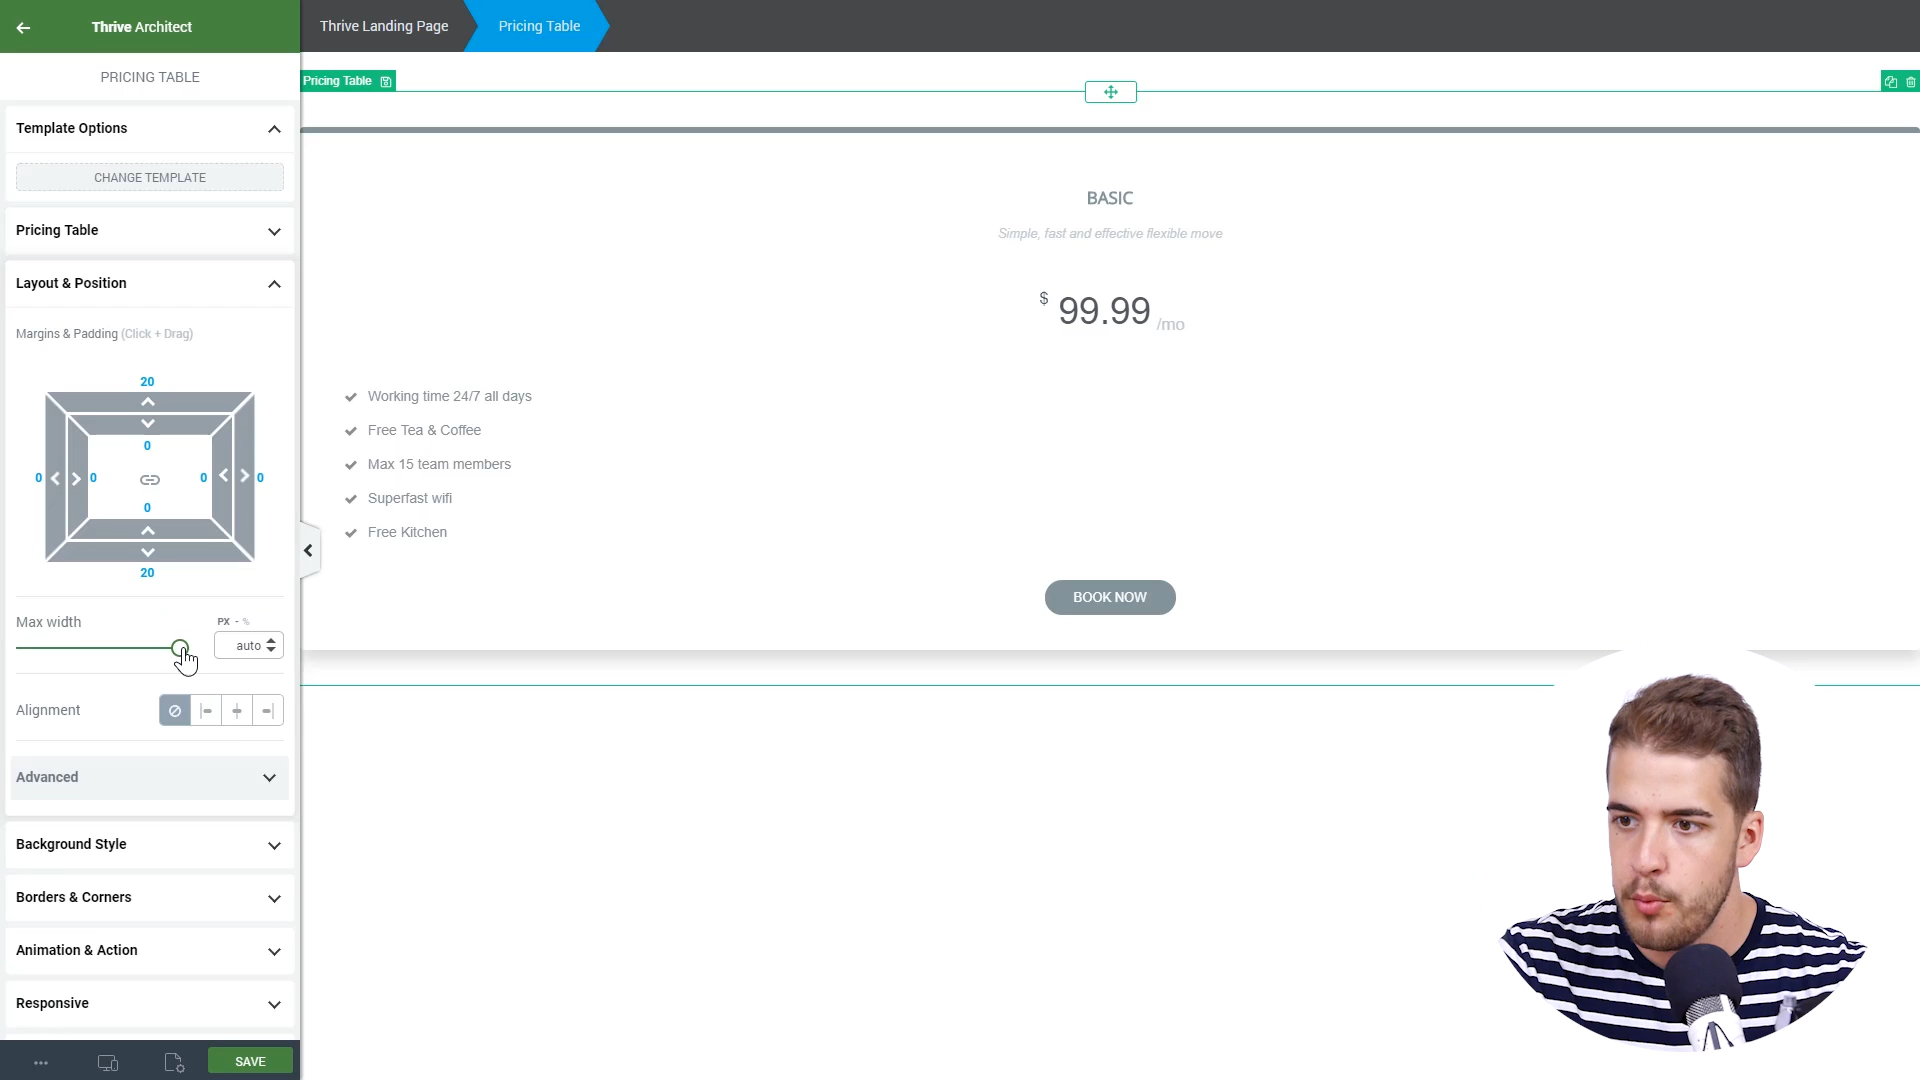 Thrive Architect
Thrive Landing Page
Pricing Table
PRICING TABLE
Pricing Table
Template Options
CHANGE TEMPLATE
Pricing Table
Layout & Position
Margins & Padding (Click + Drag)
20
0
0
0
0
0
0
20
Max width
PX - %
auto
Alignment
Advanced
Background Style
Borders & Corners
Animation & Action
Responsive
SAVE
BASIC
Simple, fast and effective flexible move
$ 99.99 /mo
Working time 24/7 all days
Free Tea & Coffee
Max 15 team members
Superfast wifi
Free Kitchen
BOOK NOW